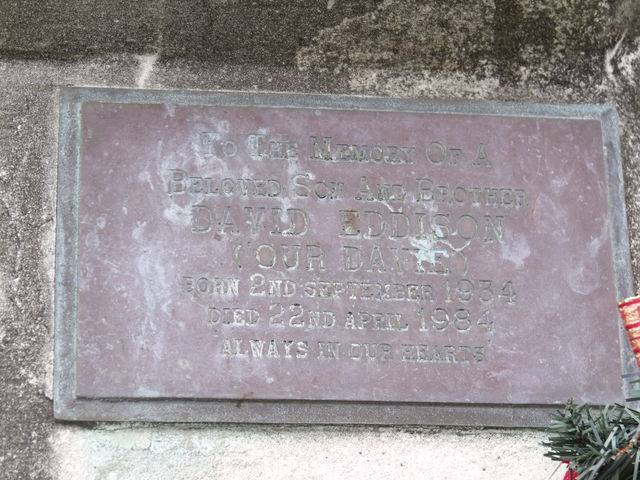 To The Memory Of A
Beloved Son And Brother
DAVID EDDISON
('OUR DAVIE')
BORN 2ND SEPTEMBER 1934
DIED 22ND APRIL 1984
ALWAYS IN OUR HEARTS